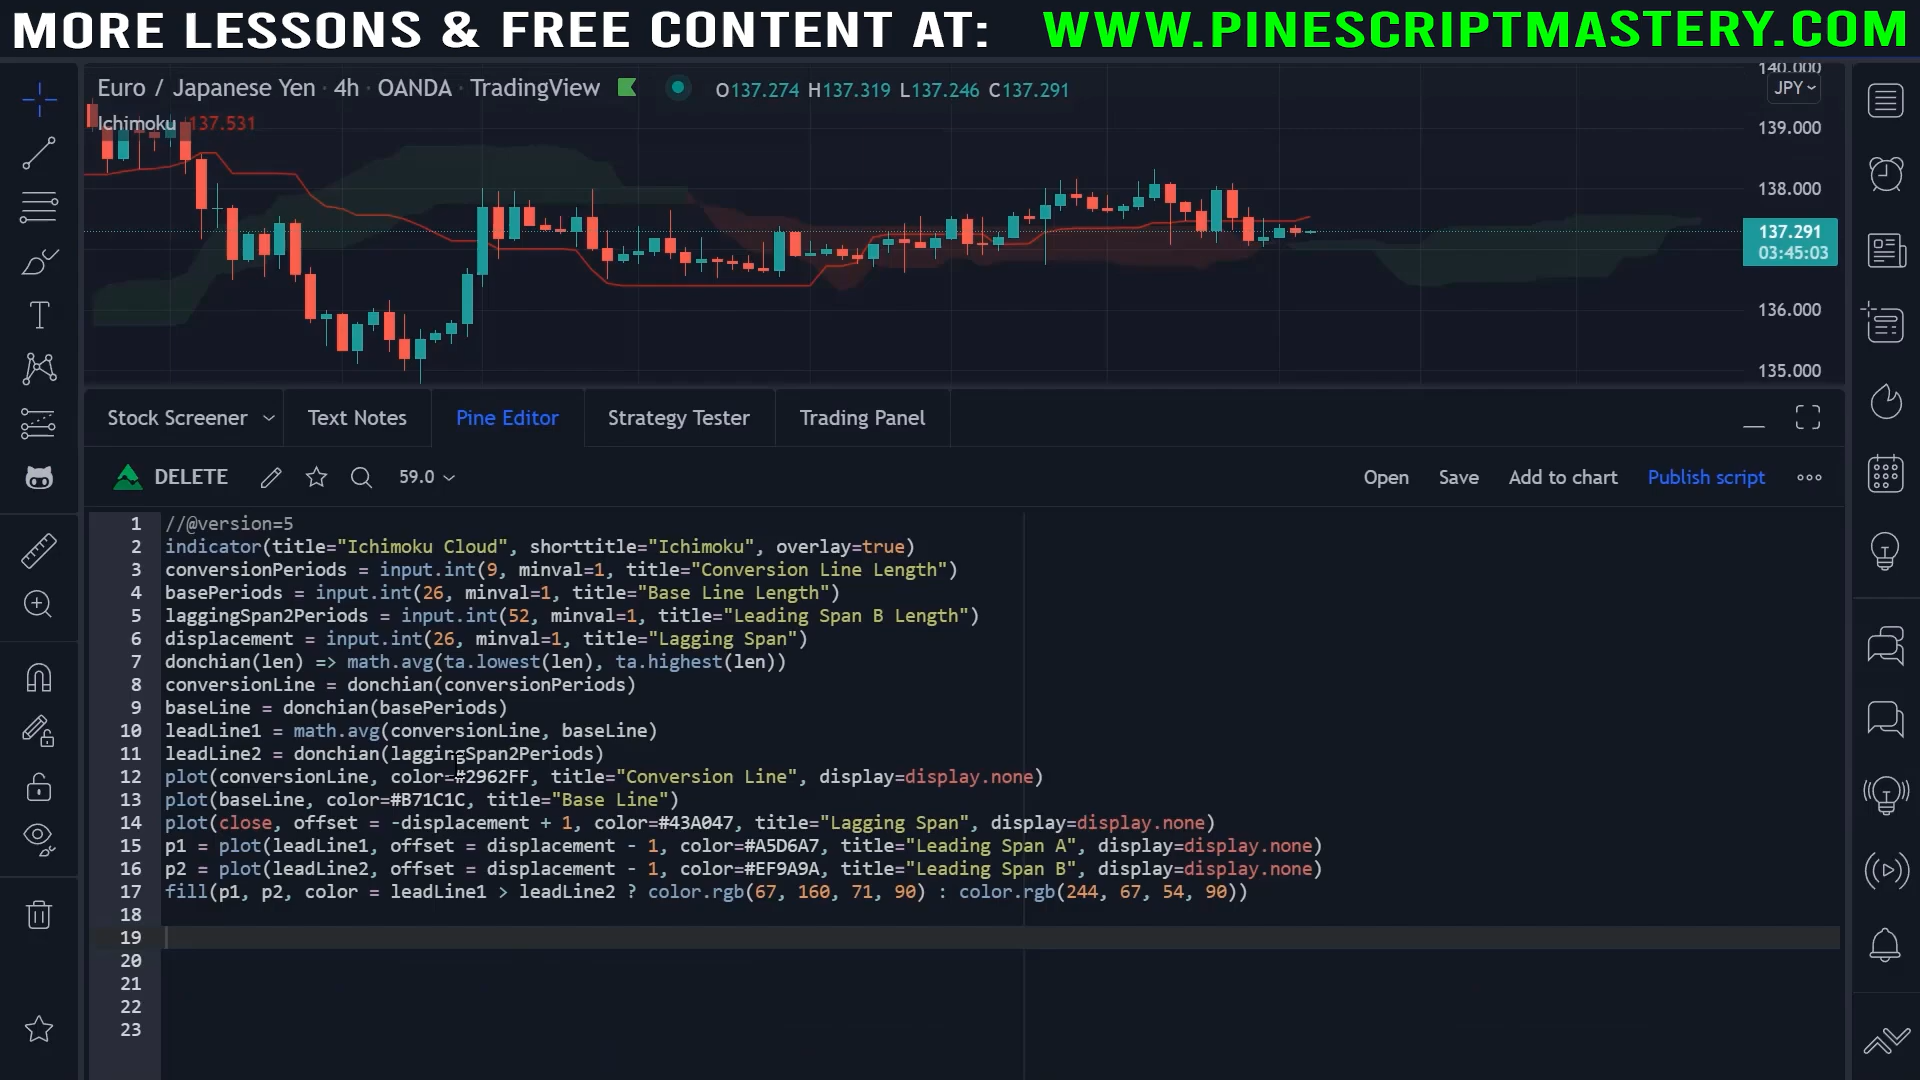 MORE LESSONS & FREE CONTENT AT: WWW.PINESCRIPTMASTERY.COM
Euro / Japanese Yen · 4h · OANDA · TradingView O137.274 H137.319 L137.246 C137.291
Ichimoku 137.531
140.000
JPY
139.000
138.000
137.291
03:45:03
136.000
135.000
Stock Screener Text Notes Pine Editor Strategy Tester Trading Panel
DELETE 59.0 Open Save Add to chart Publish script
1 //@version=5
2 indicator(title="Ichimoku Cloud", shorttitle="Ichimoku", overlay=true)
3 conversionPeriods = input.int(9, minval=1, title="Conversion Line Length")
4 basePeriods = input.int(26, minval=1, title="Base Line Length")
5 laggingSpan2Periods = input.int(52, minval=1, title="Leading Span B Length")
6 displacement = input.int(26, minval=1, title="Lagging Span")
7 donchian(len) => math.avg(ta.lowest(len), ta.highest(len))
8 conversionLine = donchian(conversionPeriods)
9 baseLine = donchian(basePeriods)
10 leadLine1 = math.avg(conversionLine, baseLine)
11 leadLine2 = donchian(laggingSpan2Periods)
12 plot(conversionLine, color=#2962FF, title="Conversion Line", display=display.none)
13 plot(baseLine, color=#B71C1C, title="Base Line")
14 plot(close, offset = -displacement + 1, color=#43A047, title="Lagging Span", display=display.none)
15 p1 = plot(leadLine1, offset = displacement - 1, color=#A5D6A7, title="Leading Span A", display=display.none)
16 p2 = plot(leadLine2, offset = displacement - 1, color=#EF9A9A, title="Leading Span B", display=display.none)
17 fill(p1, p2, color = leadLine1 > leadLine2 ? color.rgb(67, 160, 71, 90) : color.rgb(244, 67, 54, 90))
18
19
20
21
22
23